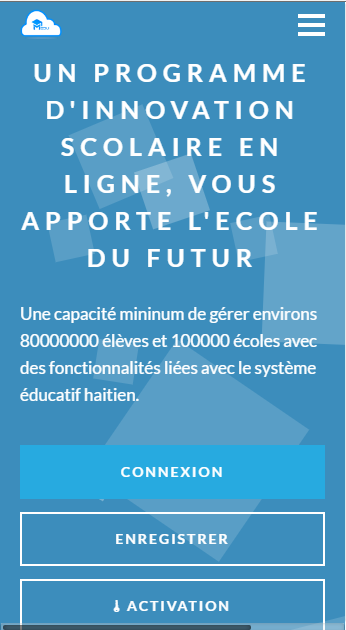 UN PROGRAMME
D'INNOVATION
SCOLAIRE EN
LIGNE, VOUS
APPORTE L'ECOLE
DU FUTUR
Une capacité mininum de gérer environs
80000000 élèves et 100000 écoles avec
des fonctionnalités liées avec le système
éducatif haitien.
CONNEXION
ENREGISTRER
ACTIVATION